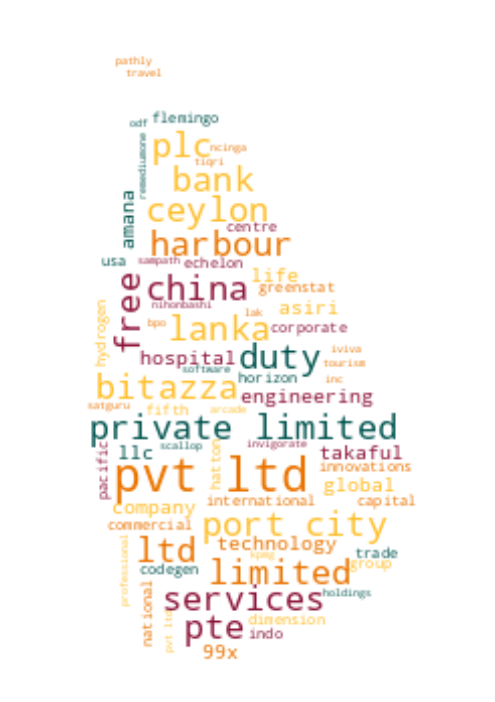 pathly
travel
odf
flemingo
remediumone
plc
ncinga
tiqri
bank
amana
ceylon
centre
harbour
usa
sampath
echelon
free
china
life
greenstat
nihonbashi
hydrogen
bpo
lak
asiri
lanka
corporate
hospital
duty
iviva
tourism
software
horizon
inc
bitazza
engineering
satguru
fifth
arcade
private limited
llc
scallop
invigorate
takaful
pacific
hatton
pvt ltd
innovations
global
company
international
capital
commercial
port city
professional
ltd
technology
kpmg
trade
codegen
limited
group
national
services
holdings
pvt ltd
pte
dimension
indo
99x